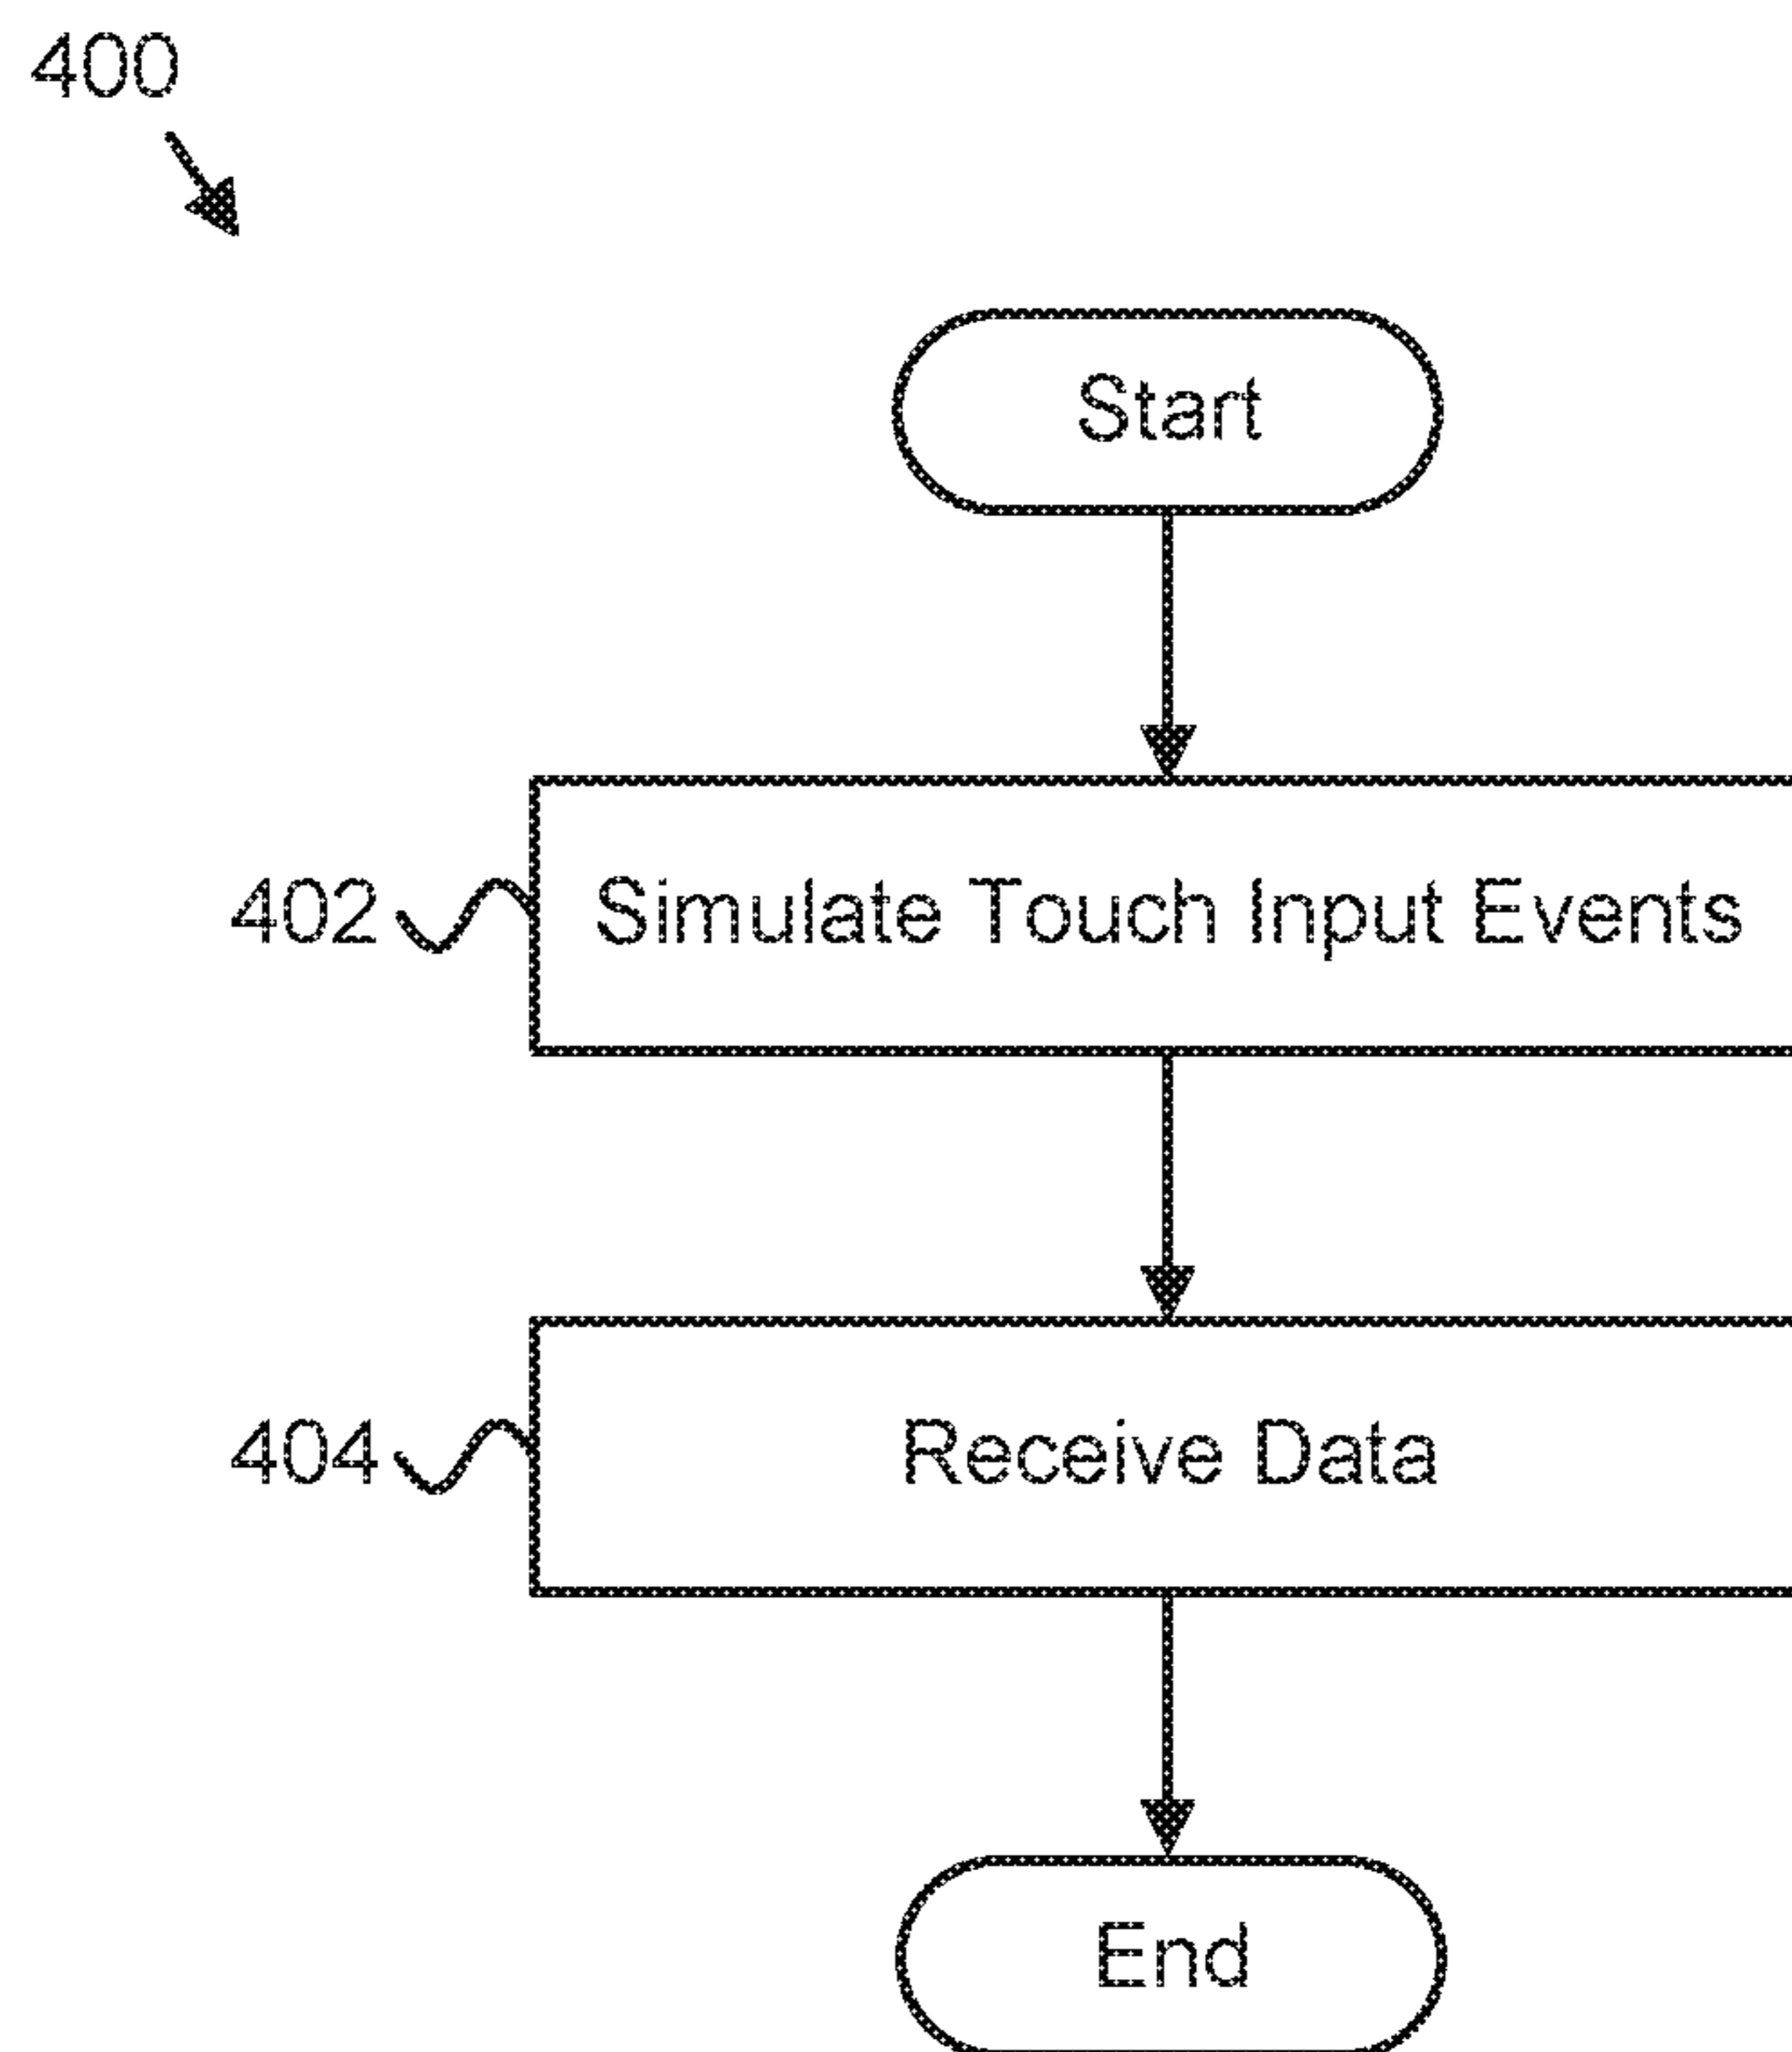 400
Start
402 Simulate Touch Input Events
404 Receive Data
End